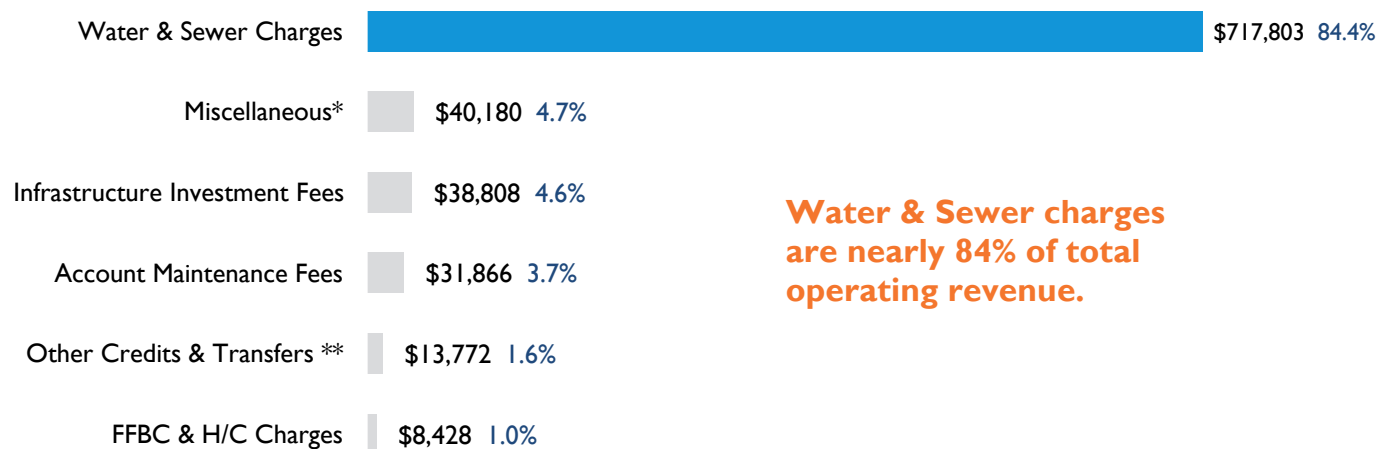 Water & Sewer Charges $717,803 84.4%
Miscellaneous* $40,180 4.7%
Infrastructure Investment Fees $38,808 4.6%
Water & Sewer charges
are nearly 84% of total
operating revenue.
Account Maintenance Fees $31,866 3.7%
Other Credits & Transfers ** $13,772 1.6%
FFBC & H/C Charges $8,428 1.0%